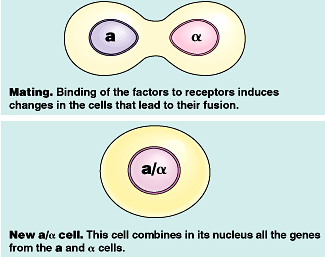 a α
Mating. Binding of the factors to receptors induces
changes in the cells that lead to their fusion.
a/α
New a/α cell. This cell combines in its nucleus all the genes
from the a and α cells.